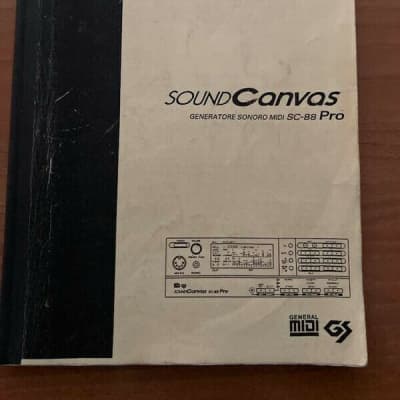 SOUND Canvas
GENERATORE SONORO MIDI SC-88 Pro
SOUND Canvas SC-88 Pro
GENERAL
MIDI GS